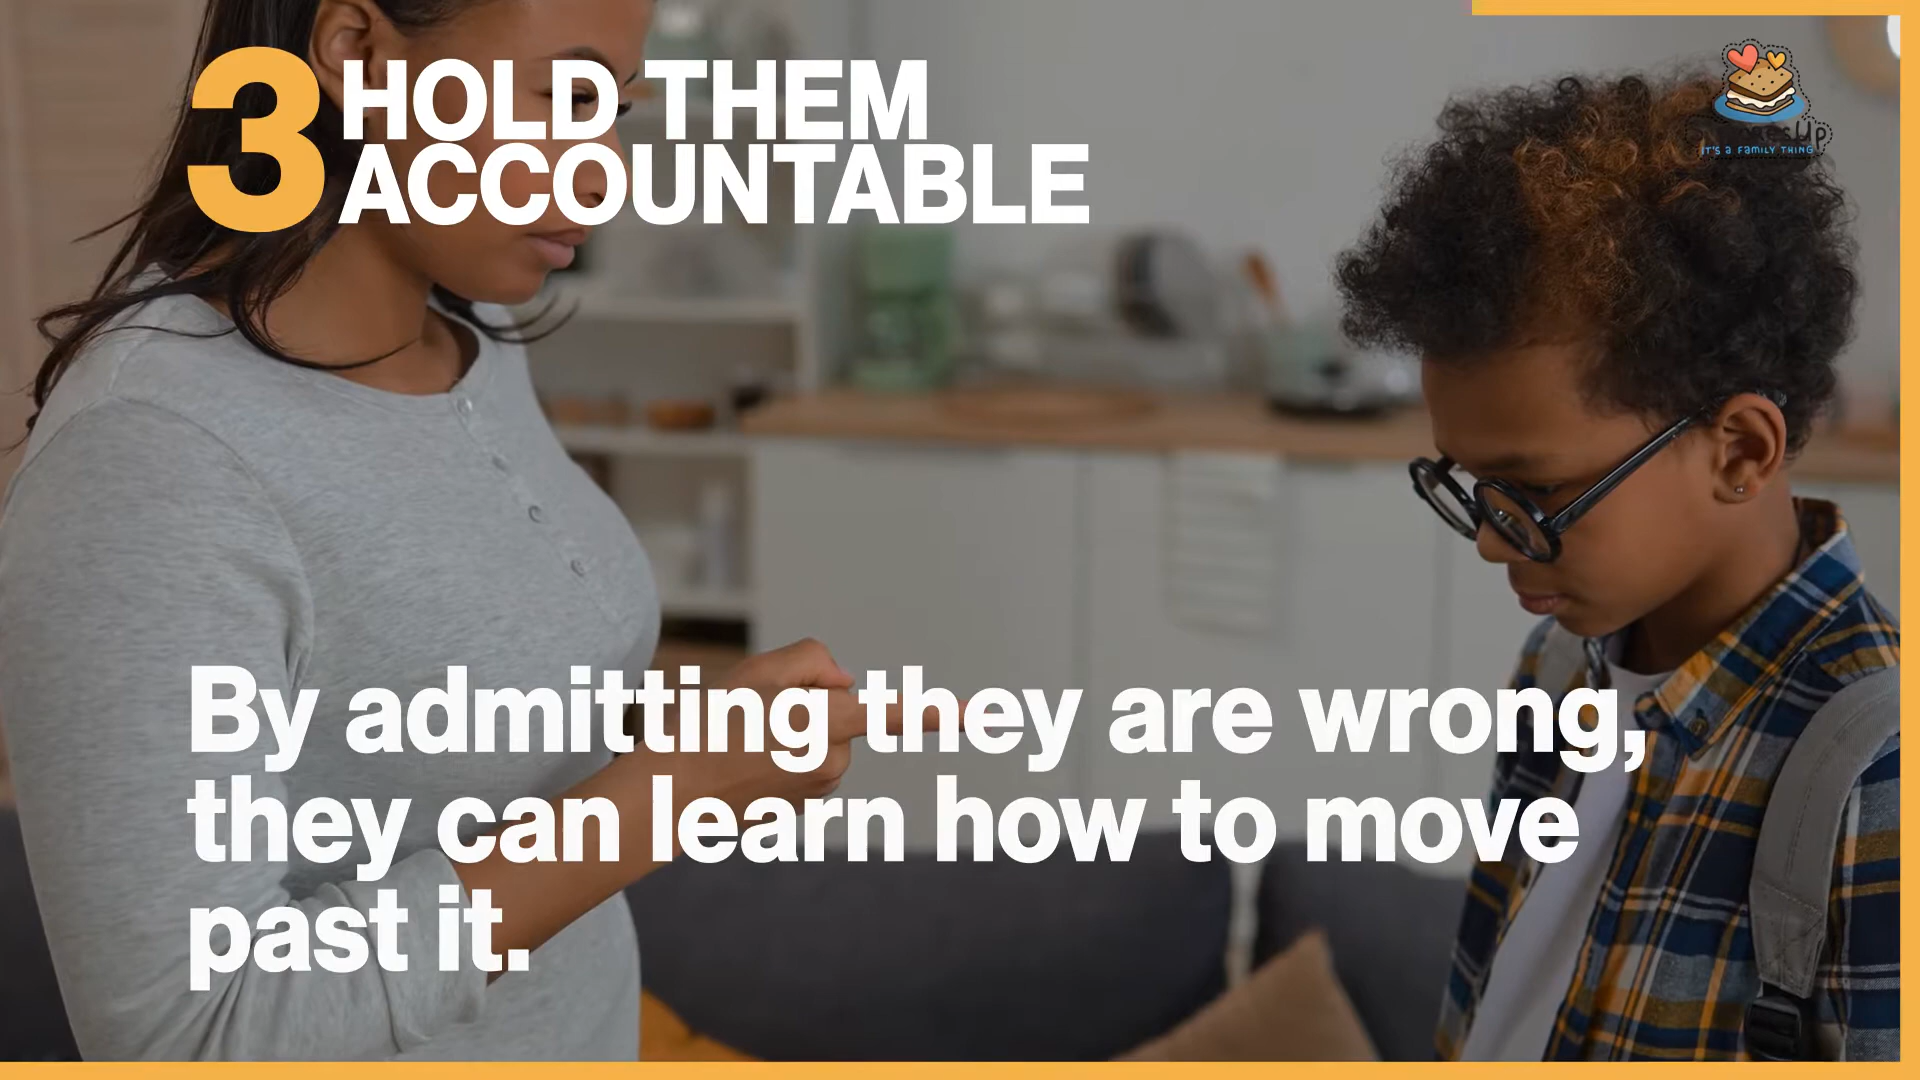 3 HOLD THEM
ACCOUNTABLE
IT'S A FAMILY THING
By admitting they are wrong,
they can learn how to move
past it.